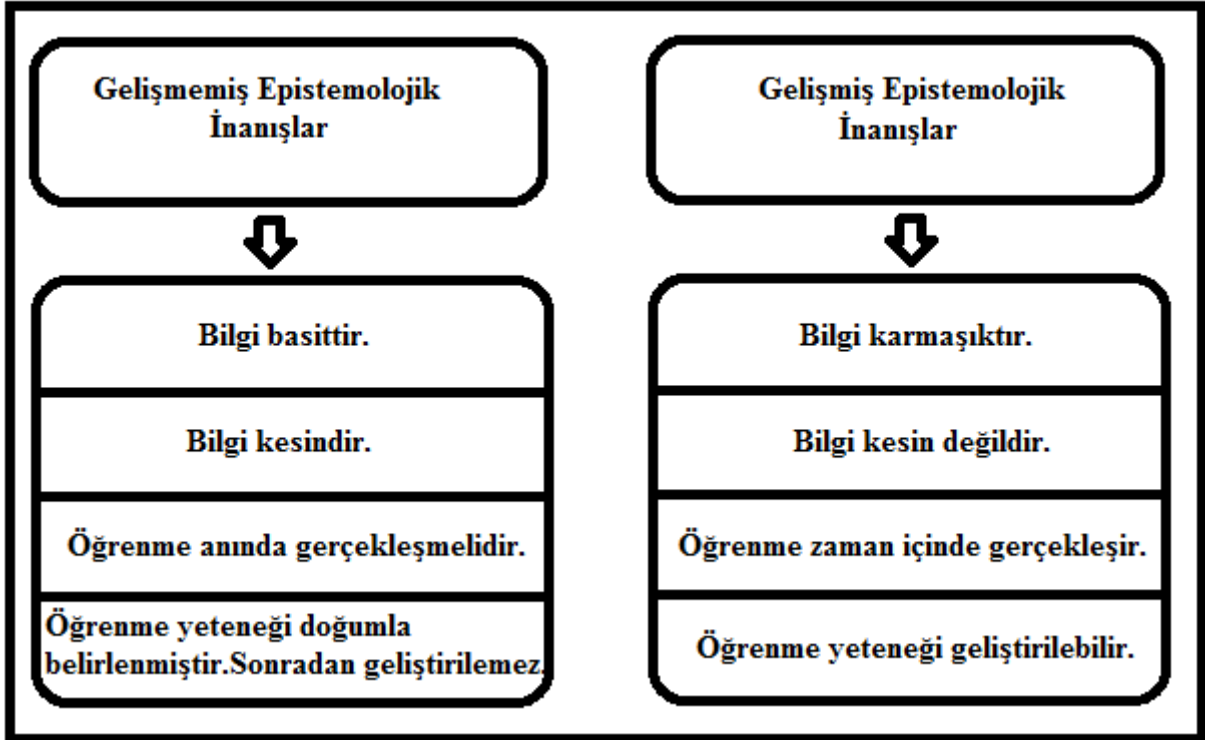 Gelişmemiş Epistemolojik
İnanışlar
Bilgi basittir.
Bilgi kesindir.
Öğrenme anında gerçekleşmelidir.
Öğrenme yeteneği doğumla
belirlenmiştir.Sonradan geliştirilemez.
Gelişmiş Epistemolojik
İnanışlar
Bilgi karmaşıktır.
Bilgi kesin değildir.
Öğrenme zaman içinde gerçekleşir.
Öğrenme yeteneği geliştirilebilir.